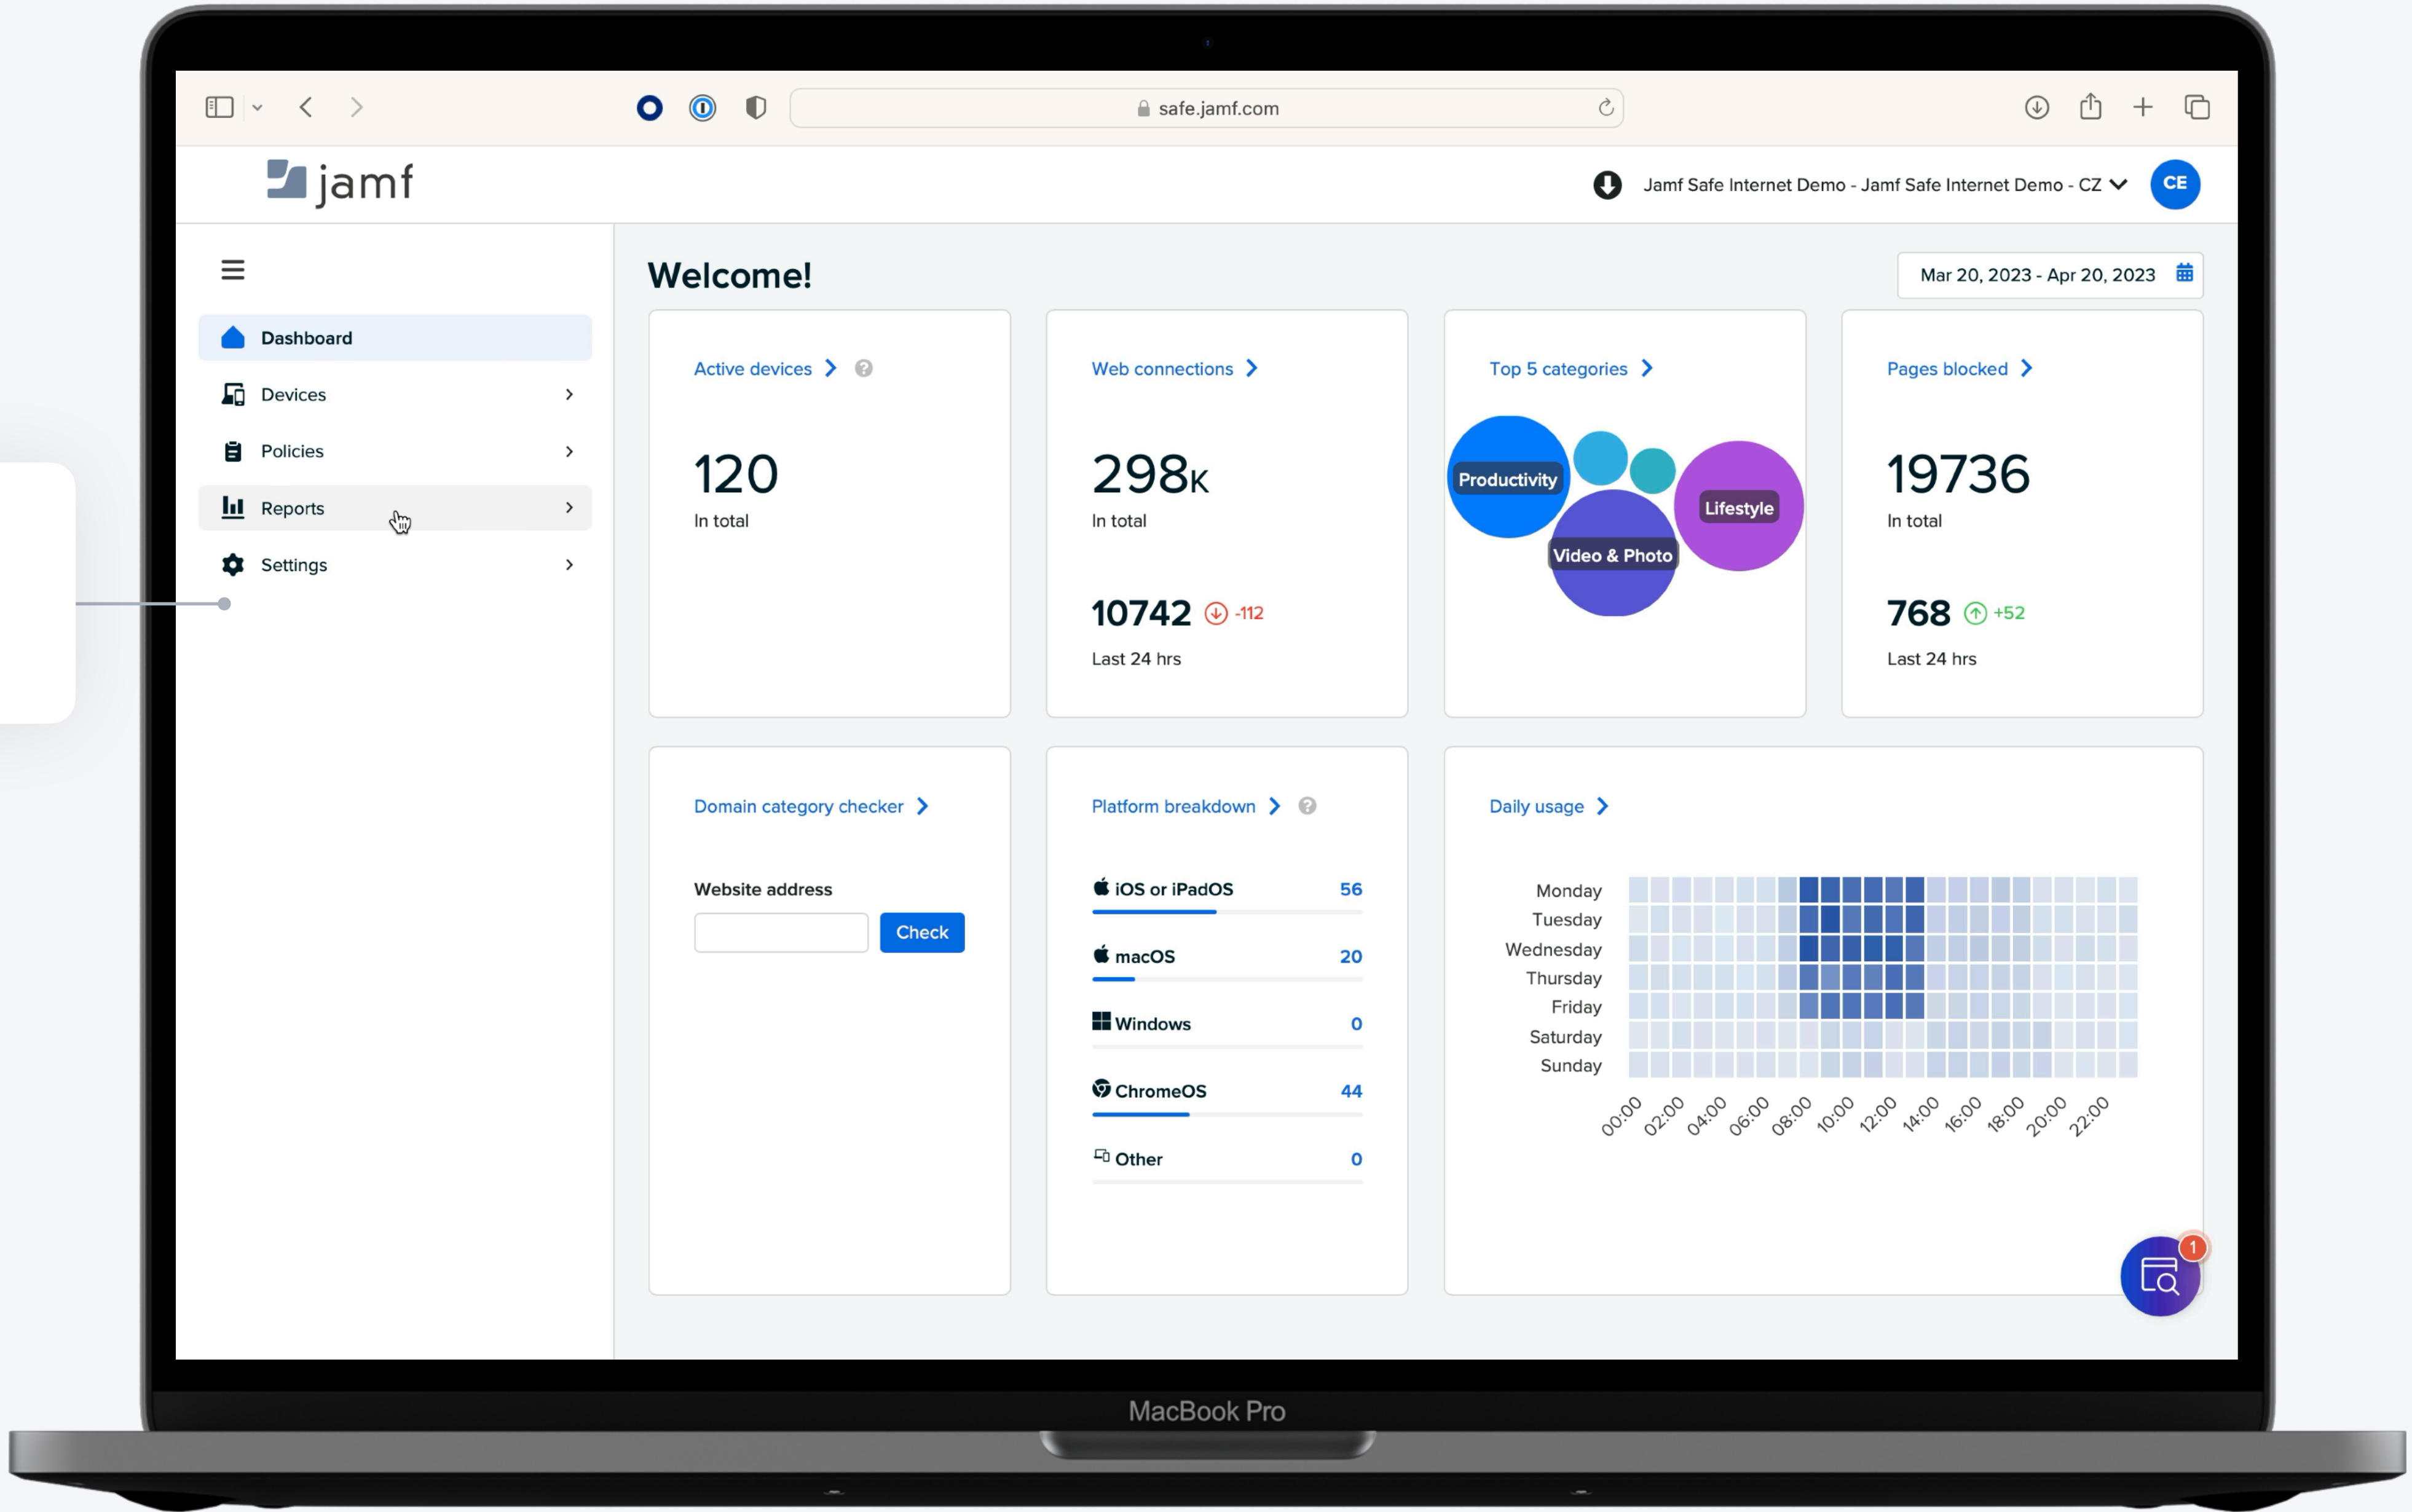 safe.jamf.com
jamf
Jamf Safe Internet Demo - Jamf Safe Internet Demo - CZ
CE
Welcome!
Mar 20, 2023 - Apr 20, 2023
Dashboard
Devices
Policies
Reports
Settings
Active devices
?
120
In total
Web connections
298K
In total
10742
-112
Last 24 hrs
Top 5 categories
Productivity
Video & Photo
Lifestyle
Pages blocked
19736
In total
768
+52
Last 24 hrs
Domain category checker
Website address
Check
Platform breakdown
?
iOS or iPadOS 56
macOS 20
Windows 0
ChromeOS 44
Other 0
Daily usage
Monday
Tuesday
Wednesday
Thursday
Friday
Saturday
Sunday
00:00 02:00 04:00 06:00 08:00 10:00 12:00 14:00 16:00 18:00 20:00 22:00
1
MacBook Pro